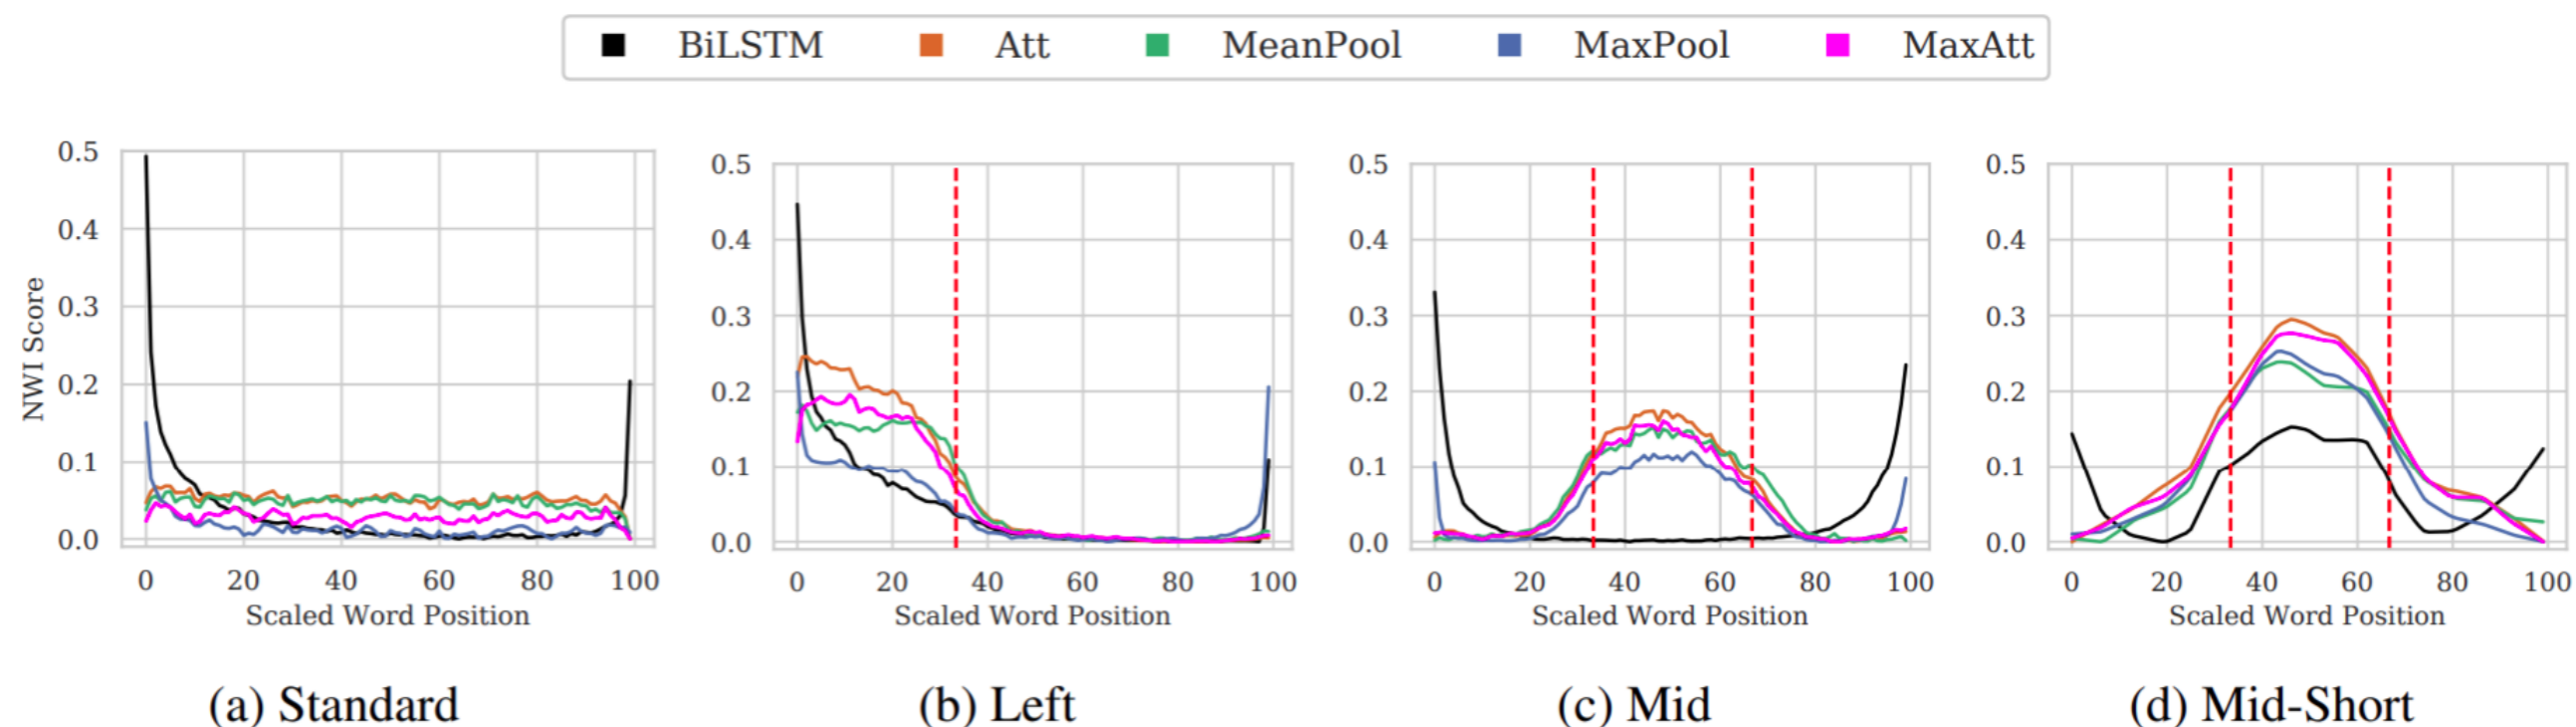 BiLSTM Att MeanPool MaxPool MaxAtt
NWI Score
0.5
0.4
0.3
0.2
0.1
0.0
0 20 40 60 80 100
Scaled Word Position
(a) Standard
0.5
0.4
0.3
0.2
0.1
0.0
0 20 40 60 80 100
Scaled Word Position
(b) Left
0.5
0.4
0.3
0.2
0.1
0.0
0 20 40 60 80 100
Scaled Word Position
(c) Mid
0.5
0.4
0.3
0.2
0.1
0.0
0 20 40 60 80 100
Scaled Word Position
(d) Mid-Short